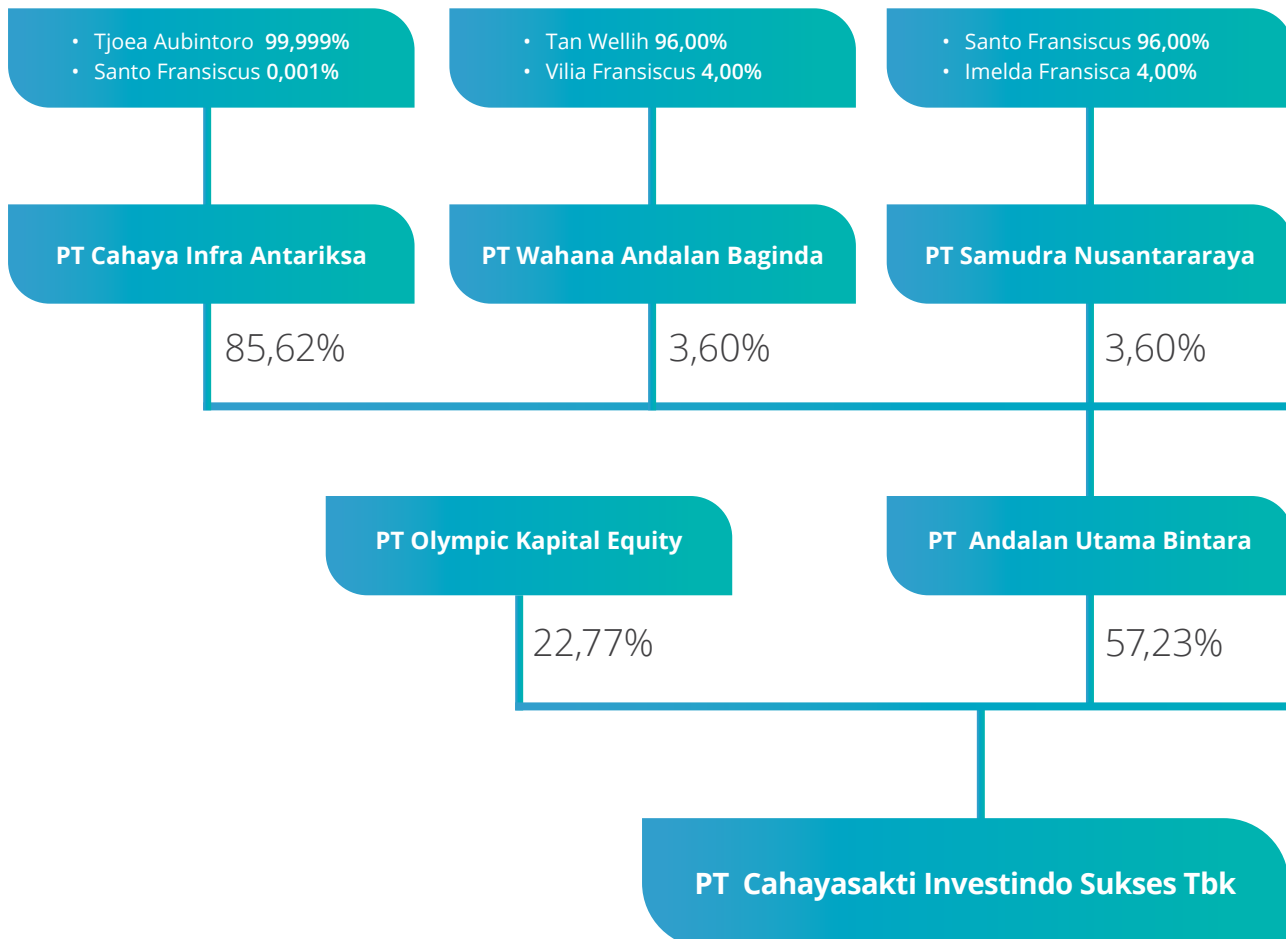 • Tjoea Aubintoro 99,999%
• Santo Fransiscus 0,001%
• Tan Wellih 96,00%
• Vilia Fransiscus 4,00%
• Santo Fransiscus 96,00%
• Imelda Fransisca 4,00%
PT Cahaya Infra Antariksa
PT Wahana Andalan Baginda
PT Samudra Nusantararaya
85,62%
3,60%
3,60%
PT Olympic Kapital Equity
PT Andalan Utama Bintara
22,77%
57,23%
PT Cahayasakti Investindo Sukses Tbk